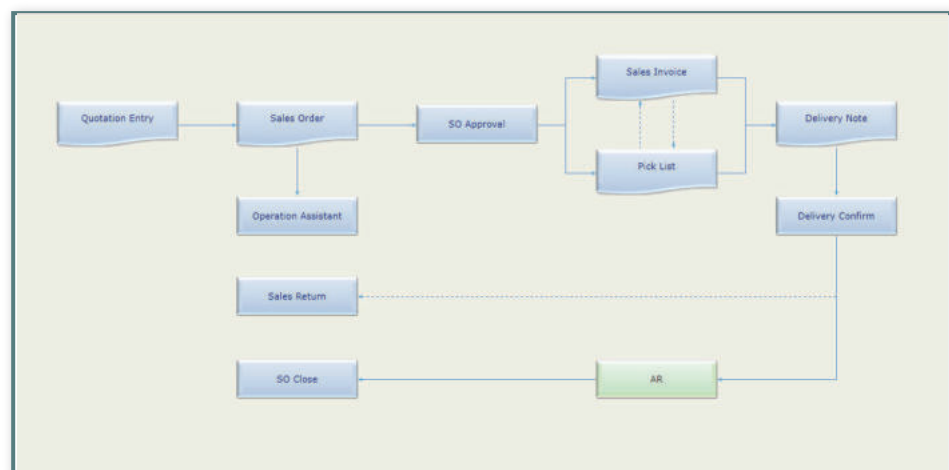 Sales Invoice
Quotation Entry
Sales Order
SO Approval
Delivery Note
Pick List
Operation Assistant
Delivery Confirm
Sales Return
SO Close
AR